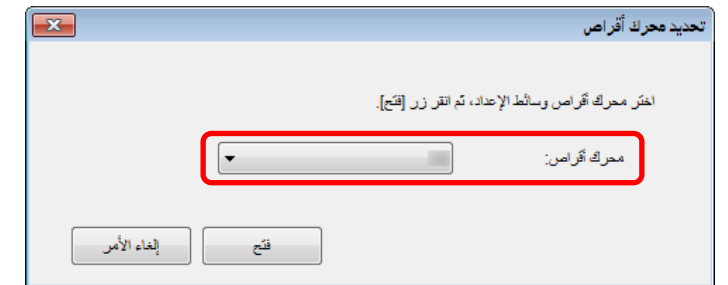 تحديد محرك أقراص
اختر محرك أقراص وسائط الإعداد، ثم انقر زر [فتح].
محرك أقراص:
فتح
إلغاء الأمر